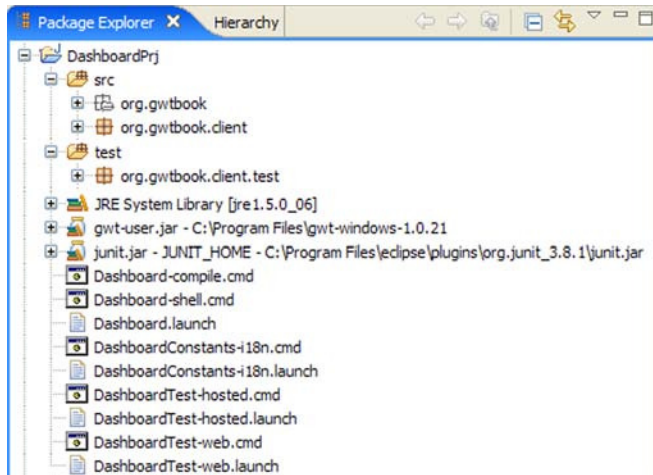 Package Explorer Hierarchy
DashboardPrj
src
org.gwtbook
org.gwtbook.client
test
org.gwtbook.client.test
JRE System Library [jre1.5.0_06]
gwt-user.jar - C:\Program Files\gwt-windows-1.0.21
junit.jar - JUNIT_HOME - C:\Program Files\eclipse\plugins\org.junit_3.8.1\junit.jar
Dashboard-compile.cmd
Dashboard-shell.cmd
Dashboard.launch
DashboardConstants-i18n.cmd
DashboardConstants-i18n.launch
DashboardTest-hosted.cmd
DashboardTest-hosted.launch
DashboardTest-web.cmd
DashboardTest-web.launch